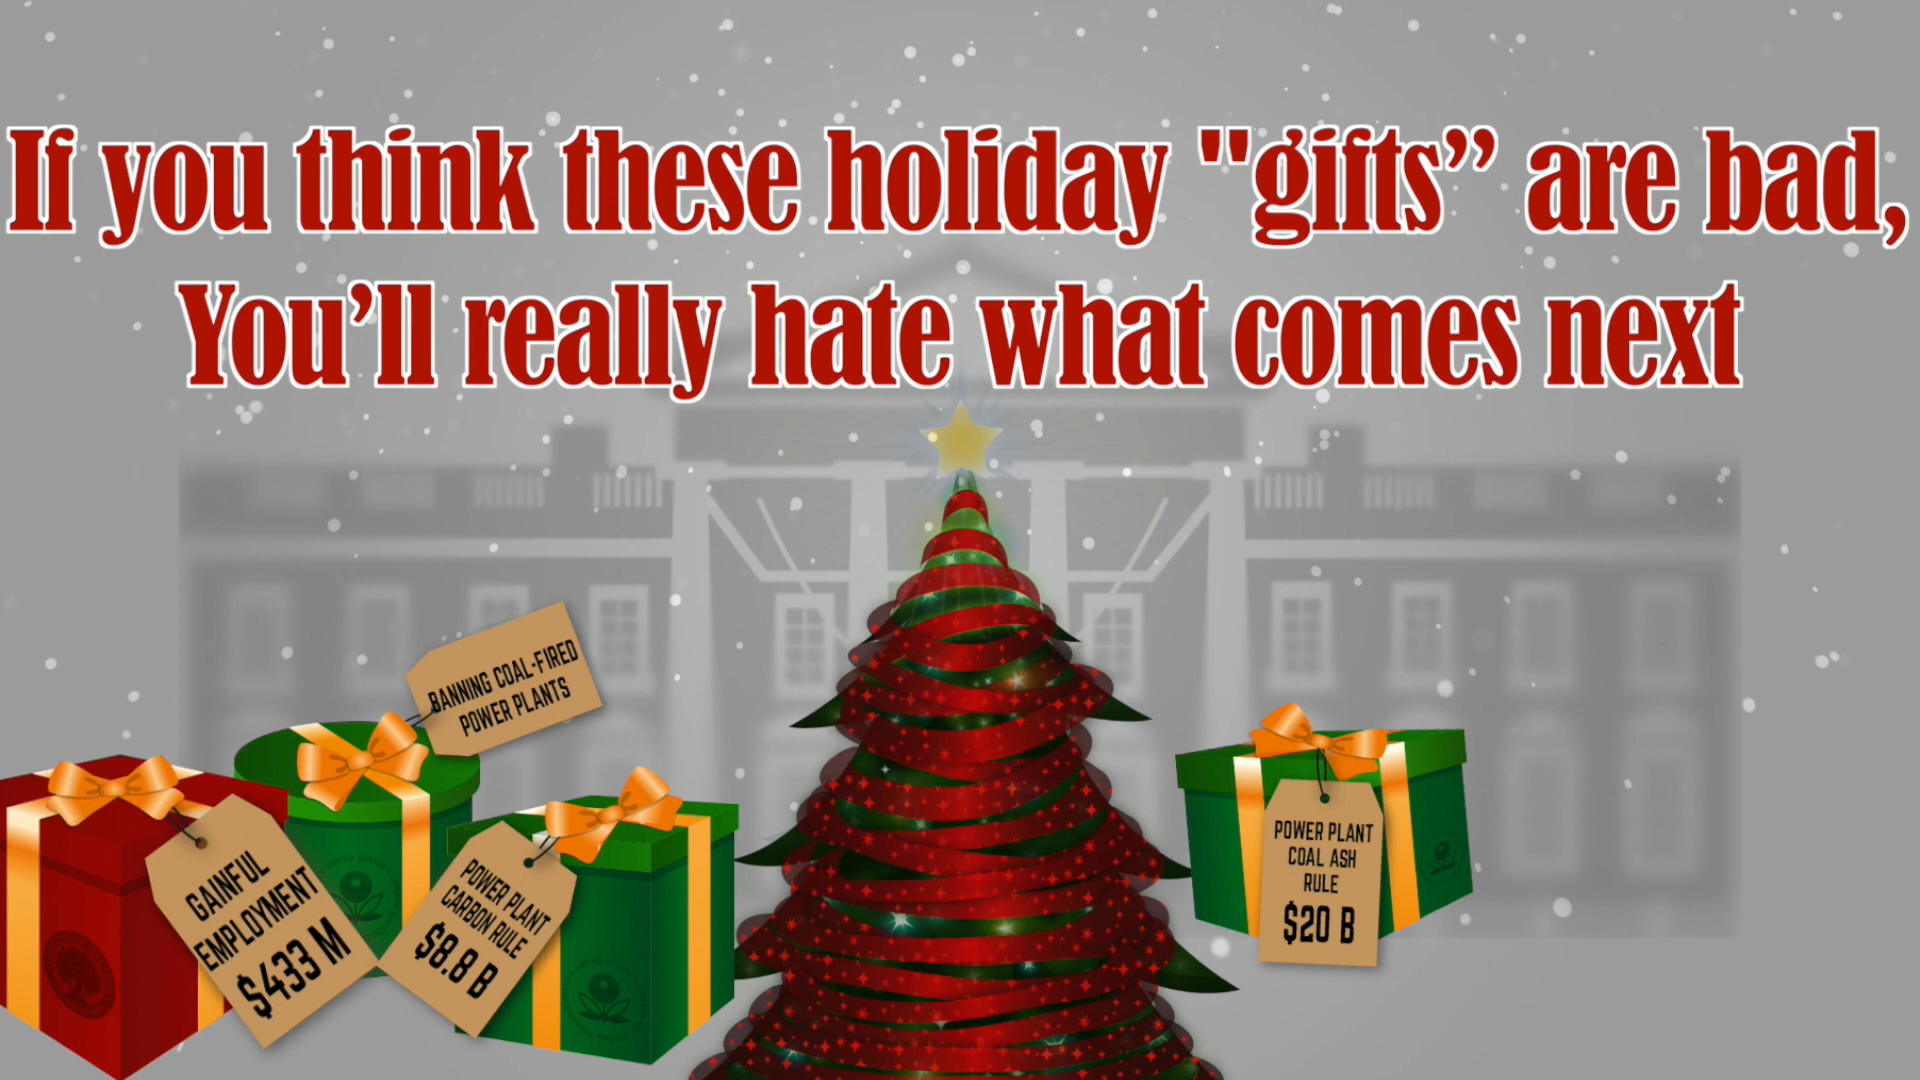 If you think these holiday "gifts” are bad,
You’ll really hate what comes next
BANNING COAL-FIRED
POWER PLANTS
GAINFUL
EMPLOYMENT
$433 M
POWER PLANT
CARBON RULE
$8.8 B
POWER PLANT
COAL ASH
RULE
$20 B